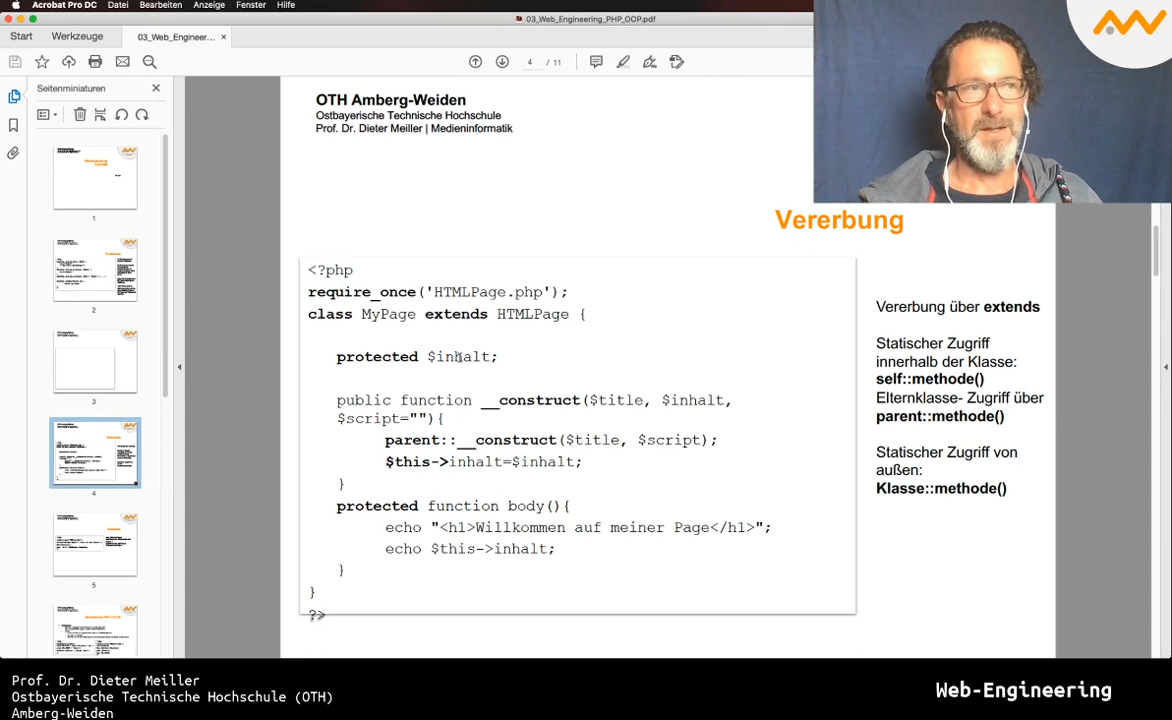 Acrobat Pro DC Datei Bearbeiten Anzeige Fenster Hilfe
03_Web_Engineering_PHP_OOP.pdf
Start Werkzeuge 03_Web_Engineer... ×
4 / 11
Seitenminiaturen
1
2
3
4
5
OTH Amberg-Weiden
Ostbayerische Technische Hochschule
Prof. Dr. Dieter Meiller | Medieninformatik
Vererbung
<?php
require_once('HTMLPage.php');
class MyPage extends HTMLPage {
protected $inhalt;
public function __construct($title, $inhalt,
$script=""){
parent::__construct($title, $script);
$this->inhalt=$inhalt;
}
protected function body(){
echo "<h1>Willkommen auf meiner Page</h1>";
echo $this->inhalt;
}
}
?>
Vererbung über extends
Statischer Zugriff
innerhalb der Klasse:
self::methode()
Elternklasse- Zugriff über
parent::methode()
Statischer Zugriff von
außen:
Klasse::methode()
Prof. Dr. Dieter Meiller
Ostbayerische Technische Hochschule (OTH)
Amberg-Weiden
Web-Engineering